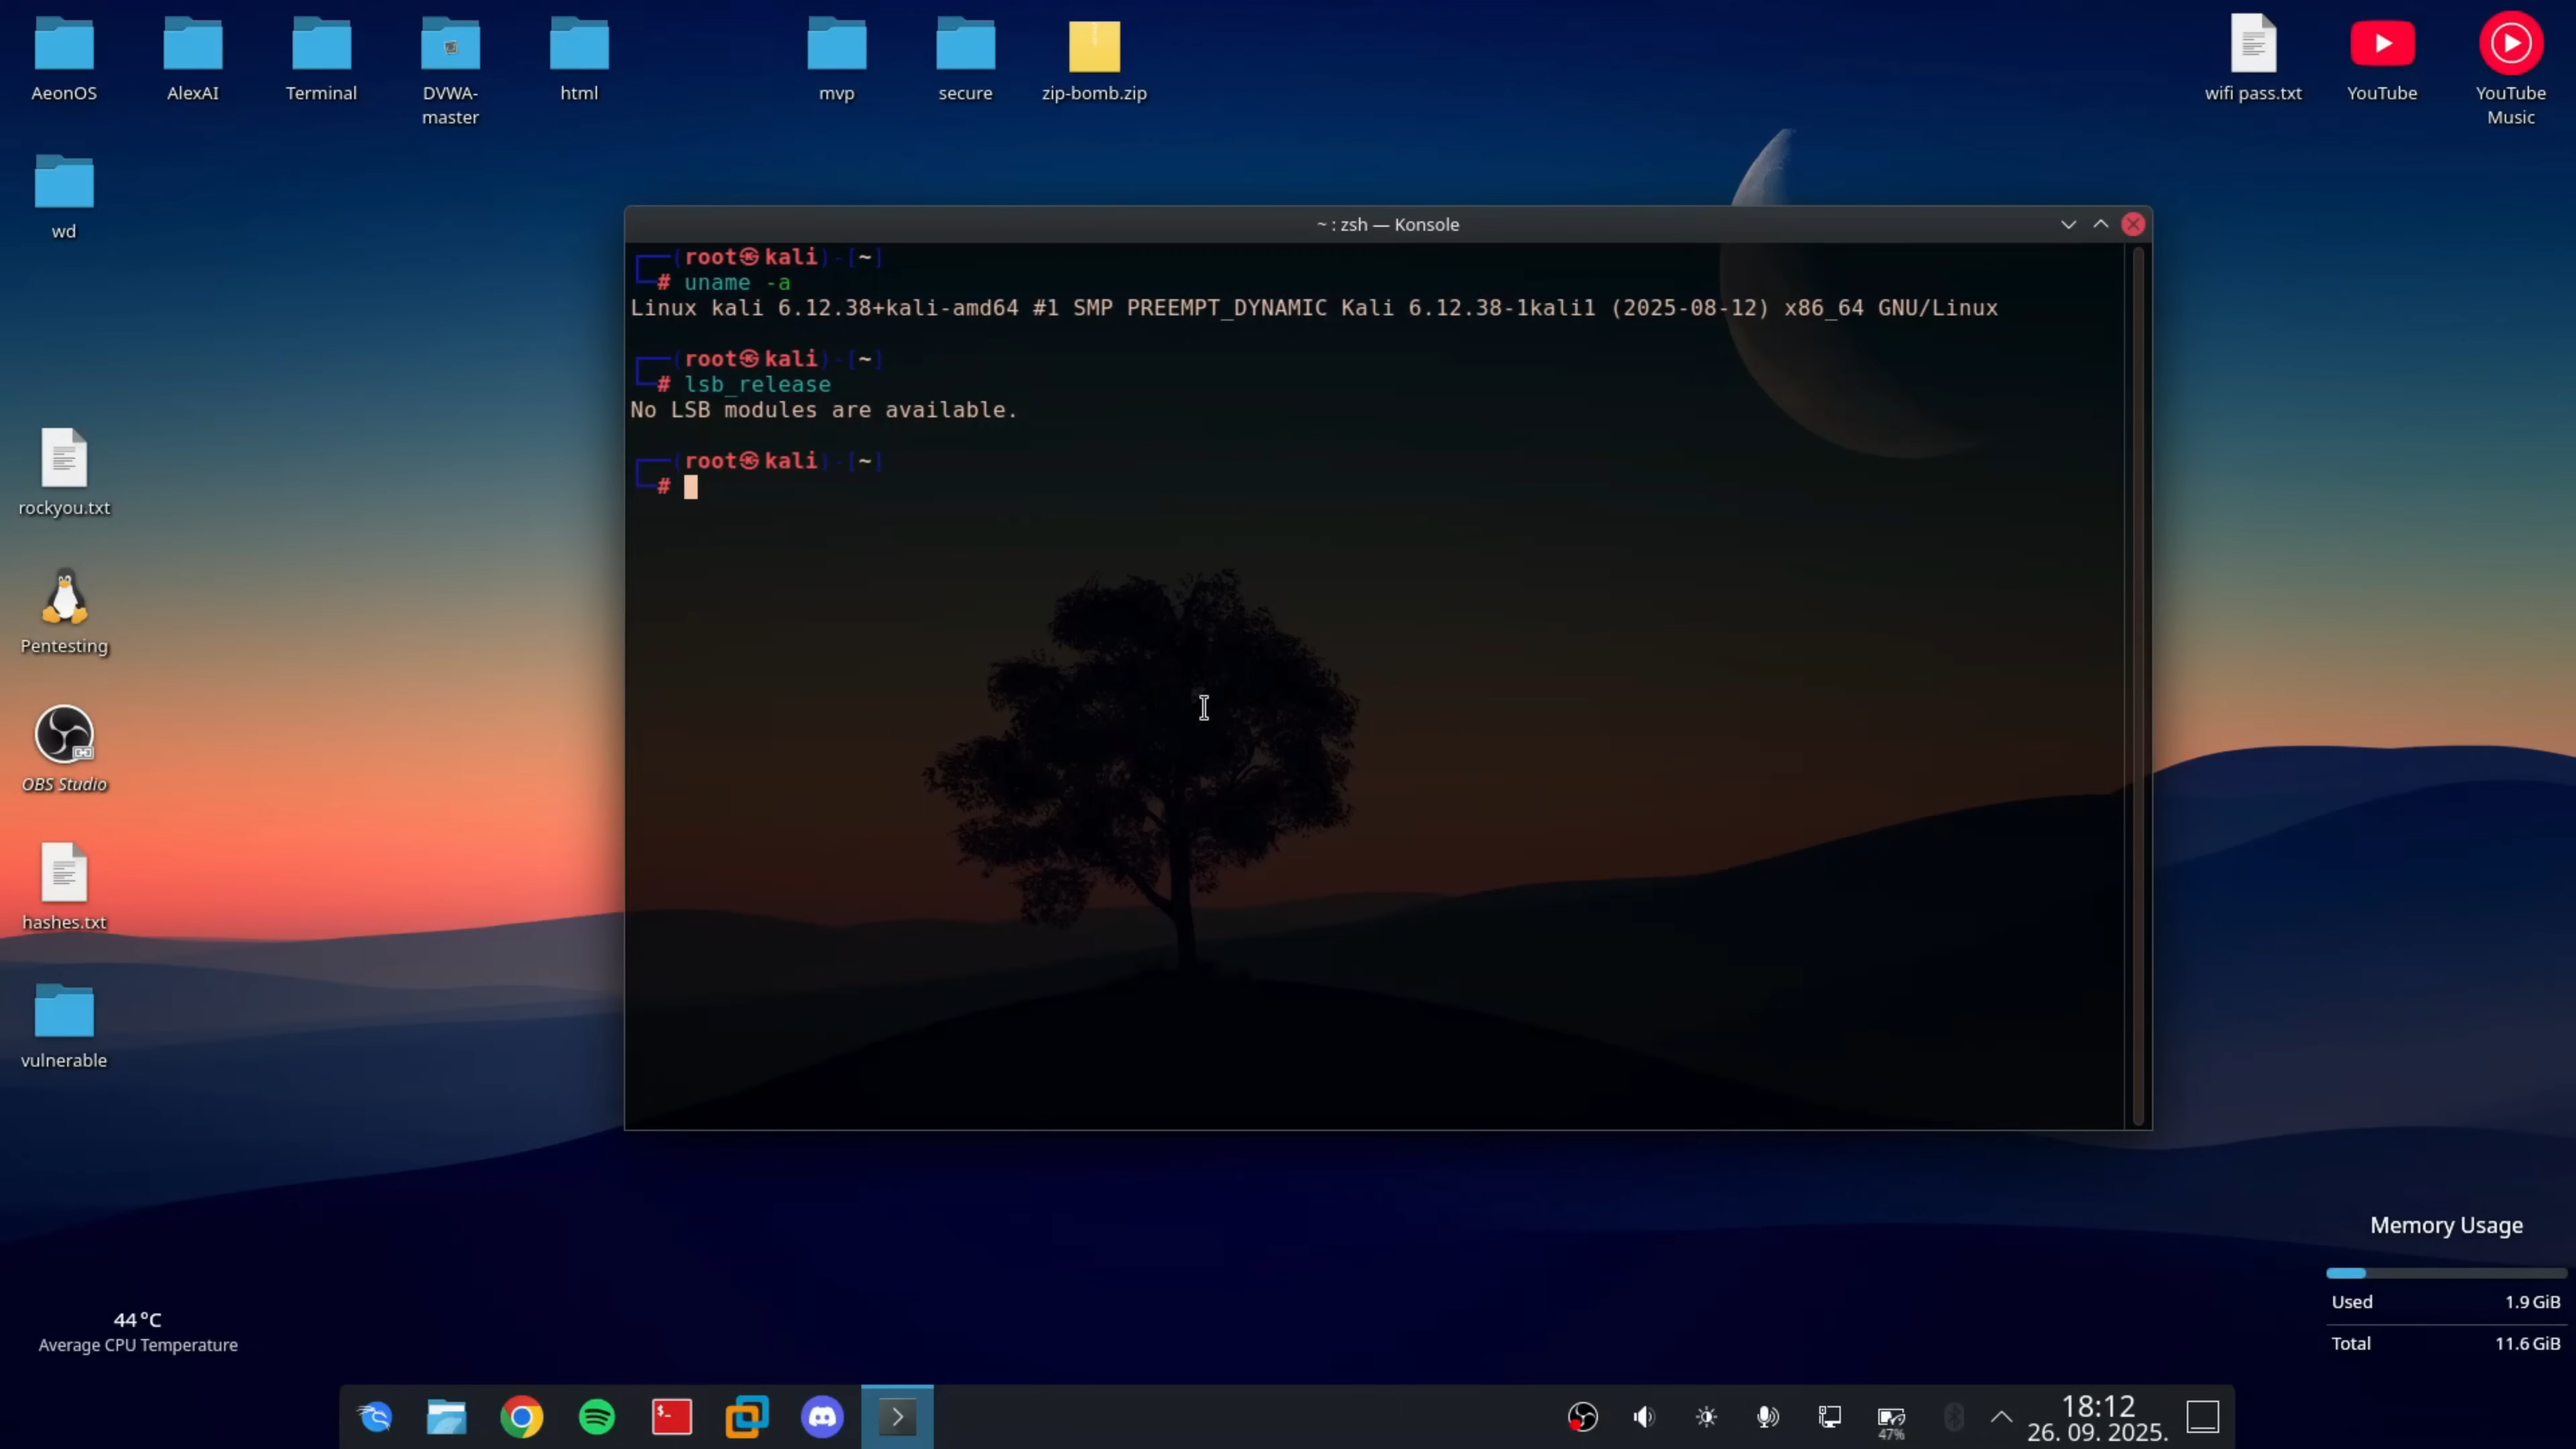 AeonOS
AlexAI
Terminal
DVWA-
master
html
mvp
secure
zip-bomb.zip
wifi pass.txt
YouTube
YouTube
Music
wd
rockyou.txt
Pentesting
OBS Studio
hashes.txt
vulnerable
~ : zsh — Konsole
┌──(root㉿kali)-[~]
└─# uname -a
Linux kali 6.12.38+kali-amd64 #1 SMP PREEMPT_DYNAMIC Kali 6.12.38-1kali1 (2025-08-12) x86_64 GNU/Linux
┌──(root㉿kali)-[~]
└─# lsb_release
No LSB modules are available.
┌──(root㉿kali)-[~]
└─#
Memory Usage
Used 1.9 GiB
Total 11.6 GiB
44 °C
Average CPU Temperature
$-
47%
18:12
26. 09. 2025.